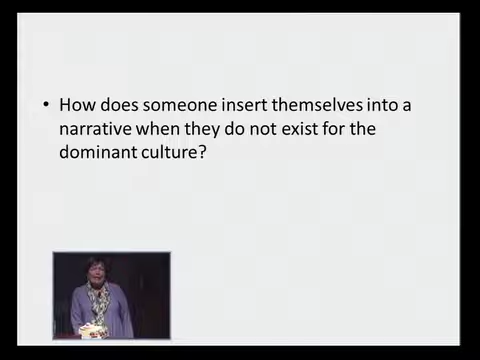 • How does someone insert themselves into a
narrative when they do not exist for the
dominant culture?